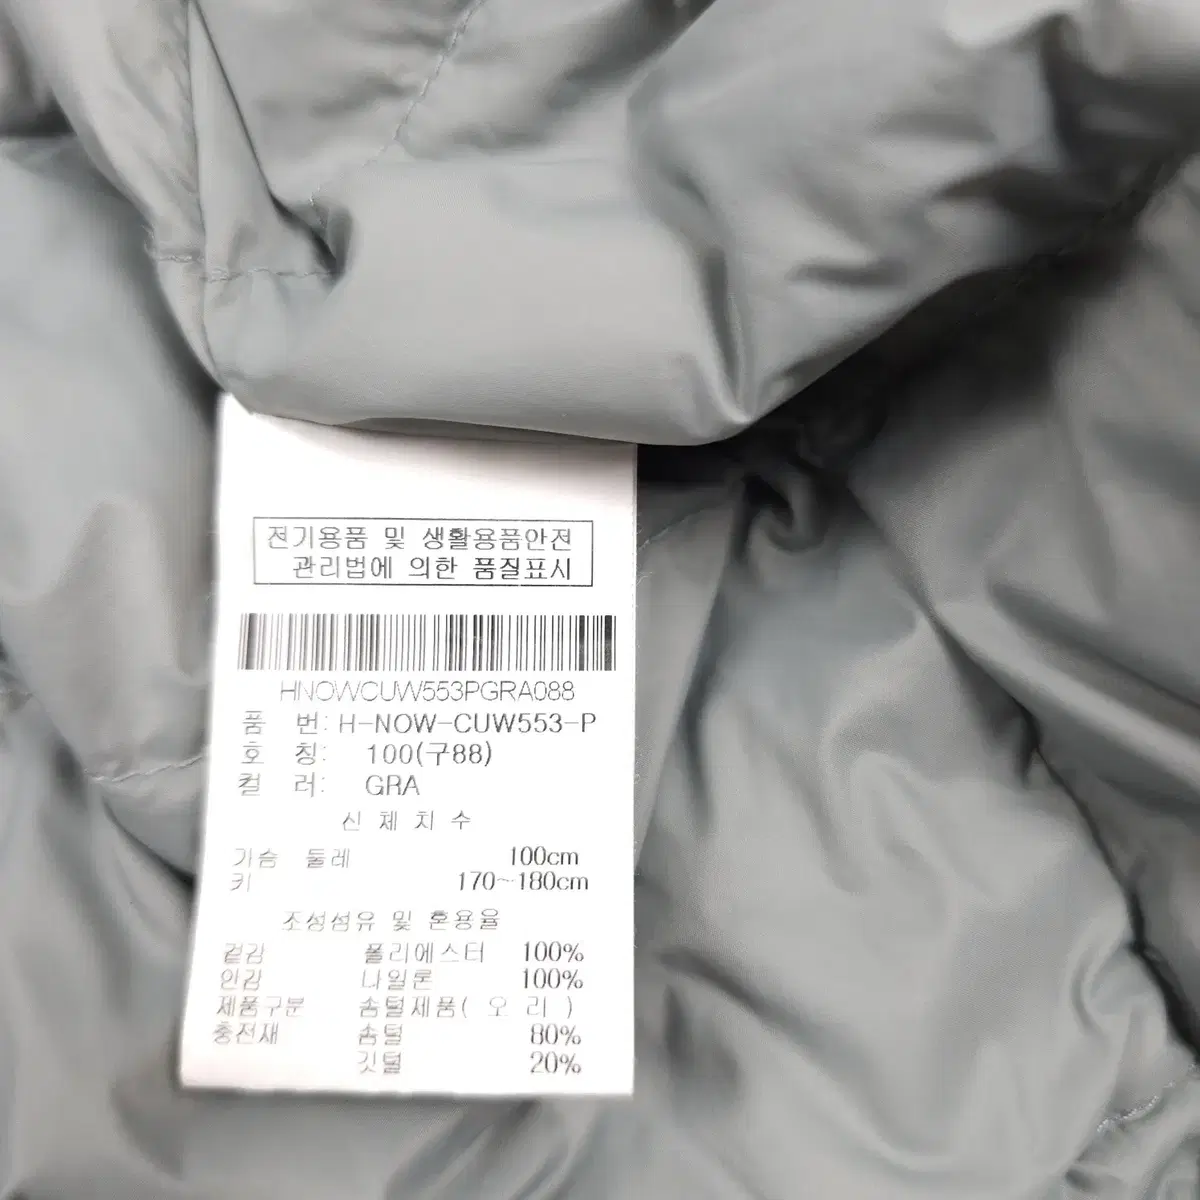 전기용품 및 생활용품안전
관리법에 의한 품질표시
HNOWCUW553PGRA088
품 번: H-NOW-CUW553-P
호 칭: 100(구88)
컬 러: GRA
신 체 치 수
가슴 둘레 100cm
키 170~180cm
조성섬유 및 혼용율
겉감 폴리에스터 100%
인감 나일론 100%
제품구분 솜털제품( 오 리 )
충전재 솜털 80%
깃털 20%